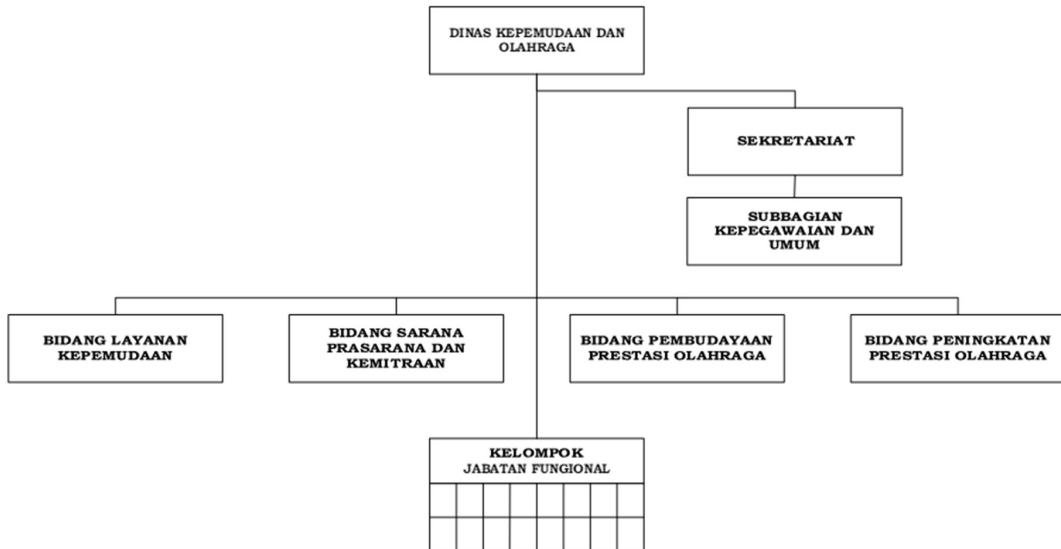 DINAS KEPEMUDAAN DAN
OLAHRAGA
SEKRETARIAT
SUBBAGIAN
KEPEGAWAIAN DAN
UMUM
BIDANG LAYANAN
KEPEMUDAAN
BIDANG SARANA
PRASARANA DAN
KEMITRAAN
BIDANG PEMBUDAYAAN
PRESTASI OLAHRAGA
BIDANG PENINGKATAN
PRESTASI OLAHRAGA
KELOMPOK
JABATAN FUNGIONAL